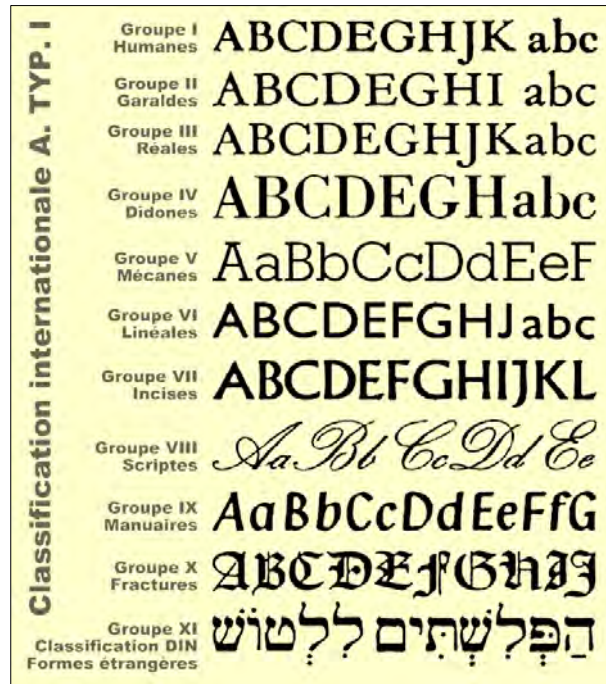 Classification internationale A. TYP. I
Groupe I
Humanes
ABCDEGHJK abc
Groupe II
Garaldes
ABCDEGHI abc
Groupe III
Réales
ABCDEGHJKabc
Groupe IV
Didones
ABCDEGHabc
Groupe V
Mécanes
AaBbCcDdEeF
Groupe VI
Linéales
ABCDEFGHJabc
Groupe VII
Incises
ABCDEFGHIJKL
Groupe VIII
Scriptes
AaBbCcDdEe
Groupe IX
Manuaires
AaBbCcDdEeFfG
Groupe X
Fractures
ABCDEFGHIJ
Groupe XI
Classification DIN
Formes étrangères
הַפְּלִשְׁתִּים לִלְטוֹשׁ